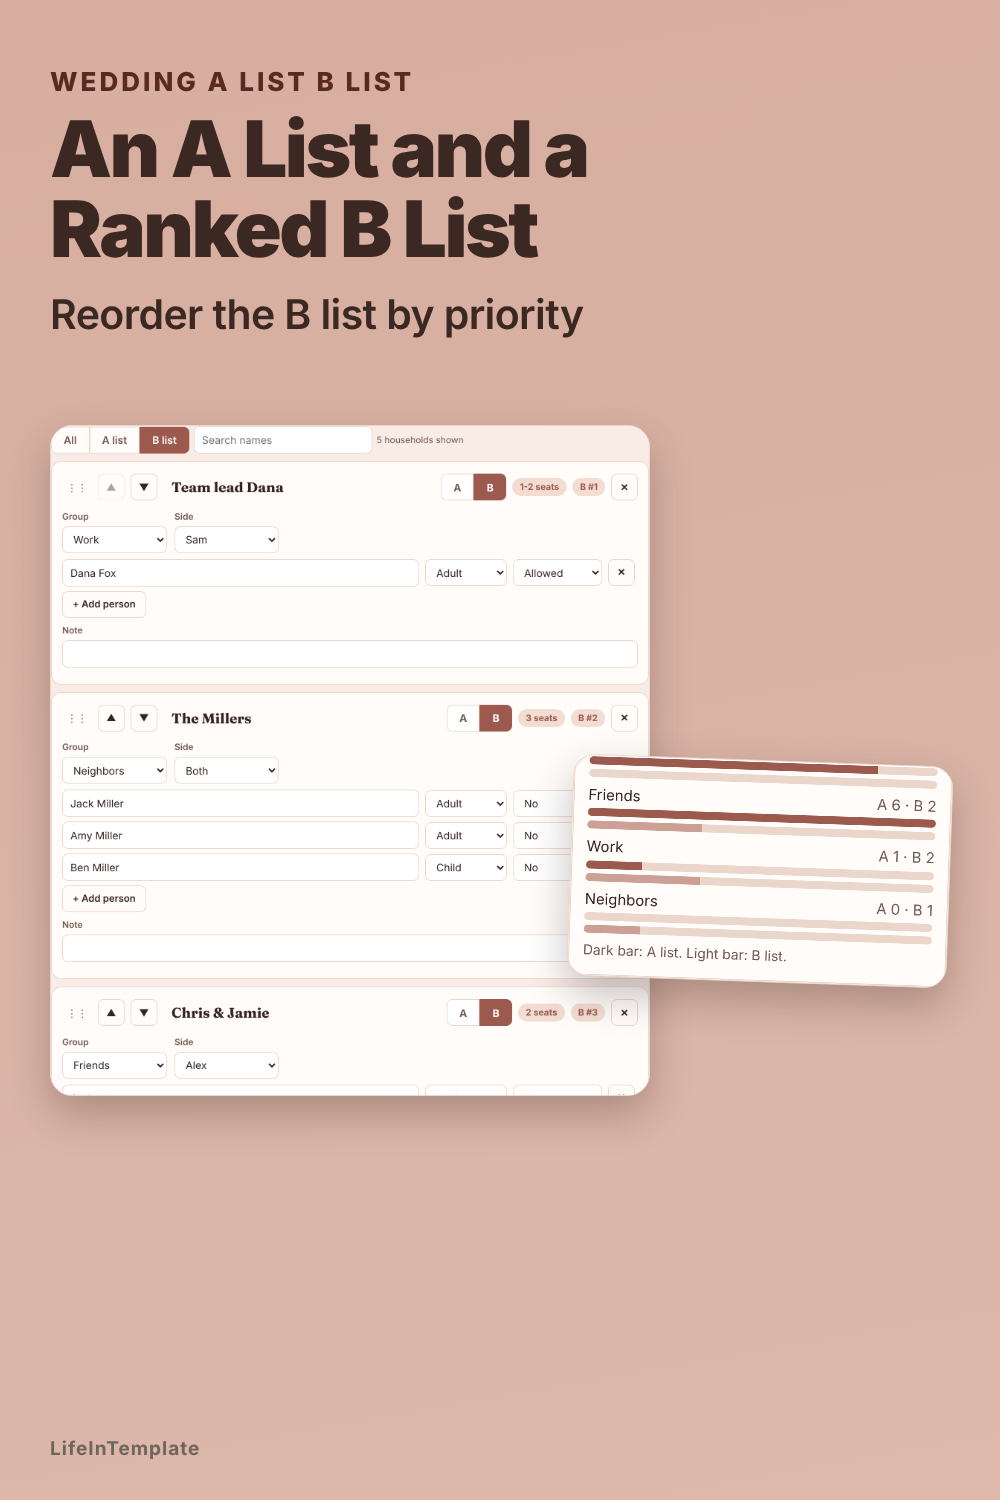 WEDDING A LIST B LIST
An A List and a
Ranked B List
Reorder the B list by priority
All A list B list Search names 5 households shown
Team lead Dana A B 1-2 seats B #1 ×
Group Side
Work Sam
Dana Fox Adult Allowed ×
+ Add person
Note
The Millers A B 3 seats B #2 ×
Group Side
Neighbors Both
Jack Miller Adult No
Amy Miller Adult No
Ben Miller Child No
+ Add person
Note
Chris & Jamie A B 2 seats B #3 ×
Group Side
Friends Alex
Friends A 6 · B 2
Work A 1 · B 2
Neighbors A 0 · B 1
Dark bar: A list. Light bar: B list.
LifeInTemplate